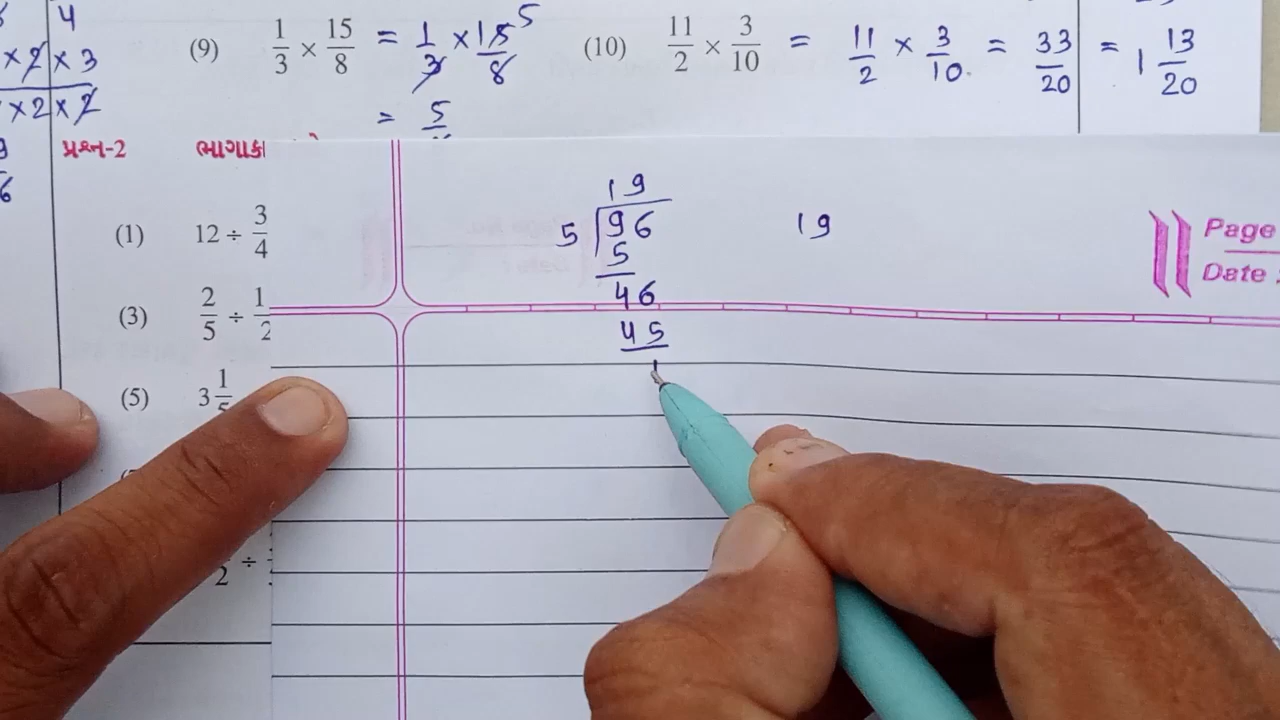 4
× 2 × 3
× 2 × 2
(9) 1/3 × 15/8 = 1/3 × 15/8 5
= 5
(10) 11/2 × 3/10 = 11/2 × 3/10 = 33/20 = 1 13/20
પ્રશ્ન-2 ભાગાકા
(1) 12 ÷ 3/4
(3) 2/5 ÷ 1/2
(5) 3 1/5
2 ÷
19
5 96
5
46
45
1
19
Page
Date :